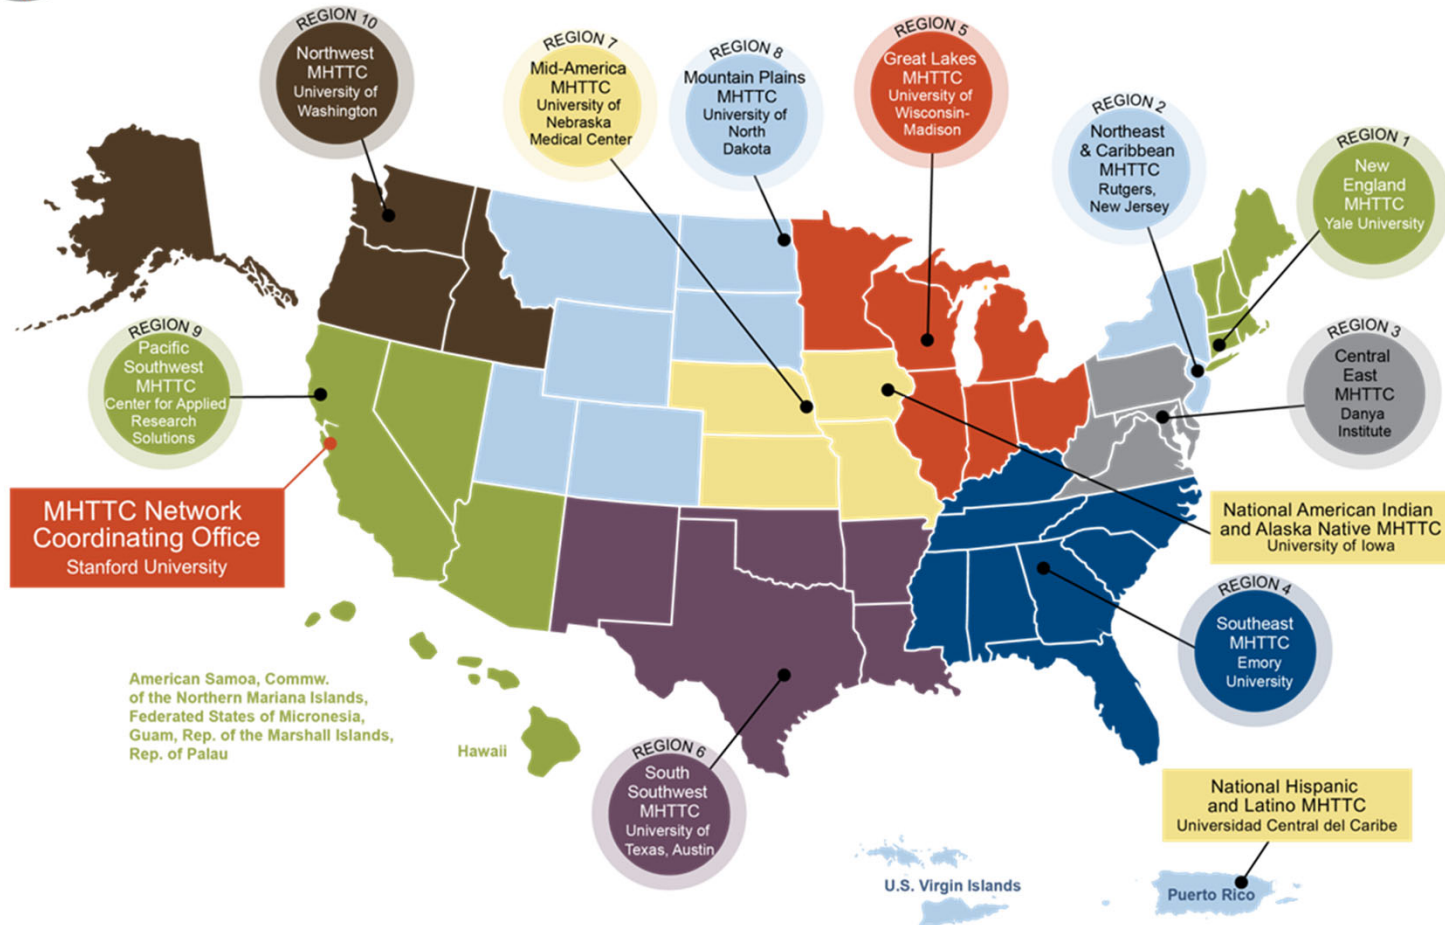 REGION 10
Northwest
MHTTC
University of
Washington
REGION 7
Mid-America
MHTTC
University of
Nebraska
Medical Center
REGION 8
Mountain Plains
MHTTC
University of
North
Dakota
REGION 5
Great Lakes
MHTTC
University of
Wisconsin-
Madison
REGION 2
Northeast
& Caribbean
MHTTC
Rutgers,
New Jersey
REGION 1
New
England
MHTTC
Yale University
REGION 9
Pacific
Southwest
MHTTC
Center for Applied
Research
Solutions
REGION 3
Central
East
MHTTC
Danya
Institute
MHTTC Network
Coordinating Office
Stanford University
National American Indian
and Alaska Native MHTTC
University of Iowa
REGION 4
Southeast
MHTTC
Emory
University
American Samoa, Commw.
of the Northern Mariana Islands,
Federated States of Micronesia,
Guam, Rep. of the Marshall Islands,
Rep. of Palau
Hawaii
REGION 6
South
Southwest
MHTTC
University of
Texas, Austin
National Hispanic
and Latino MHTTC
Universidad Central del Caribe
U.S. Virgin Islands
Puerto Rico